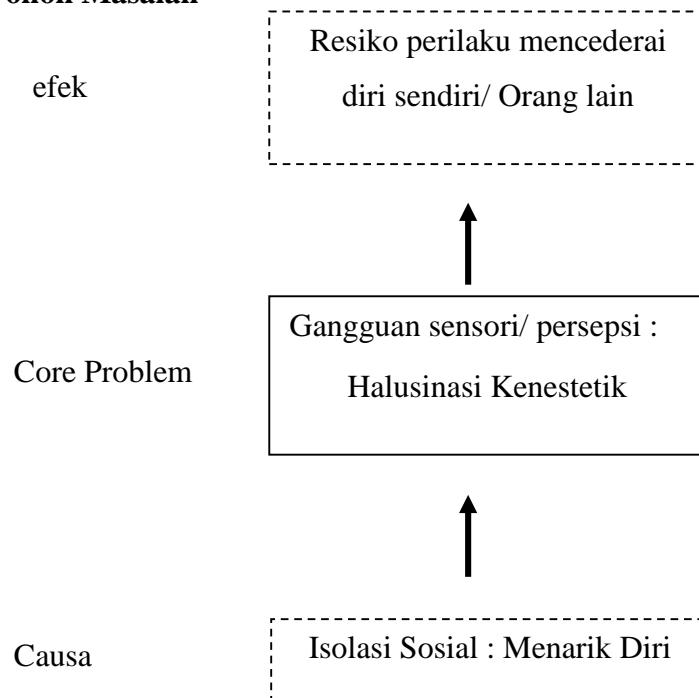 efek
Resiko perilaku mencederai
diri sendiri/ Orang lain
Core Problem
Gangguan sensori/ persepsi :
Halusinasi Kenestetik
Causa
Isolasi Sosial : Menarik Diri